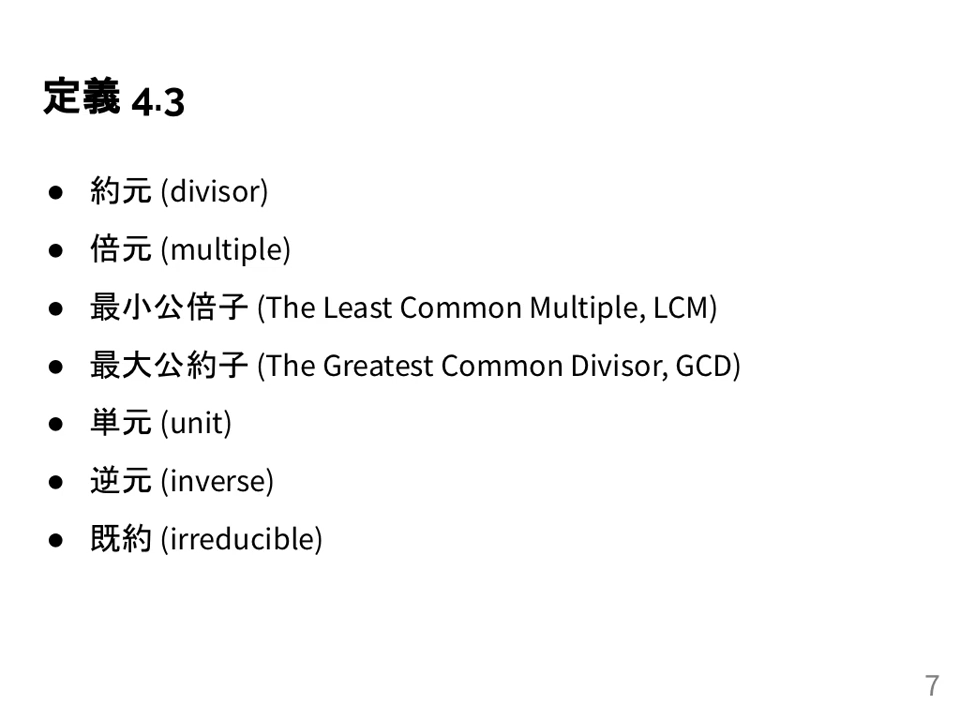 定義 4.3
● 約元 (divisor)
● 倍元 (multiple)
● 最小公倍子 (The Least Common Multiple, LCM)
● 最大公約子 (The Greatest Common Divisor, GCD)
● 単元 (unit)
● 逆元 (inverse)
● 既約 (irreducible)
7